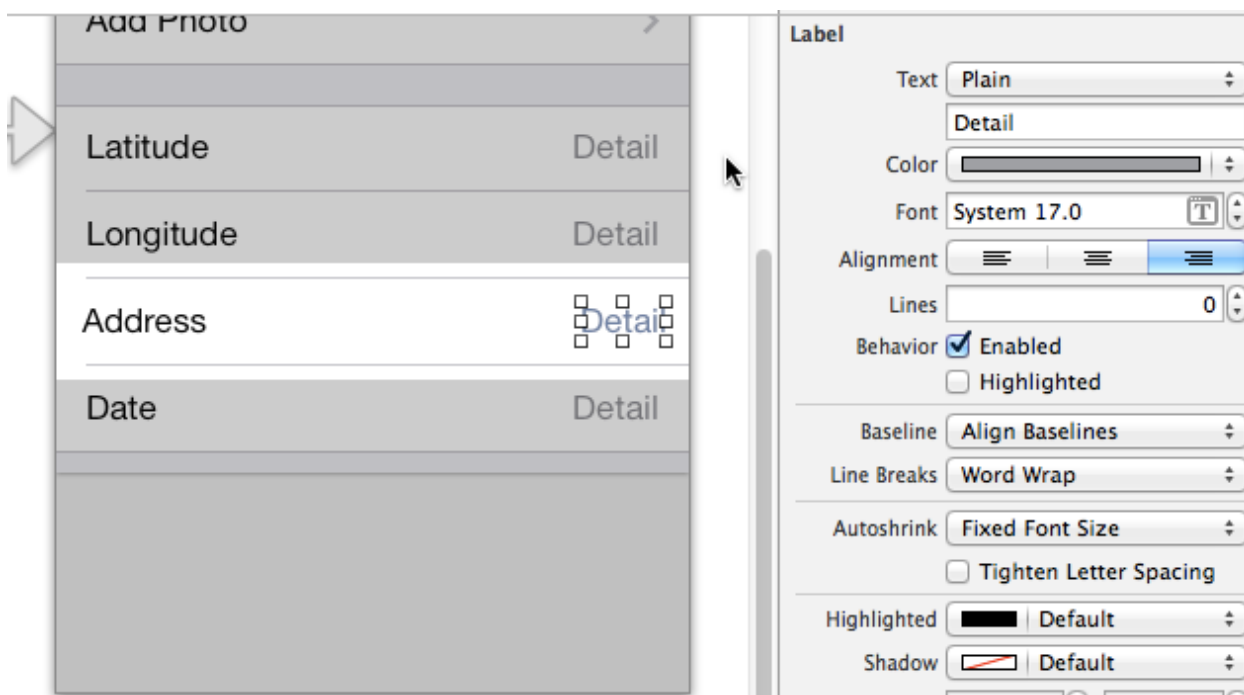 Add Photo
Latitude Detail
Longitude Detail
Address Detail
Date Detail
Label
Text Plain
Detail
Color
Font System 17.0 T
Alignment
Lines 0
Behavior Enabled
Highlighted
Baseline Align Baselines
Line Breaks Word Wrap
Autoshrink Fixed Font Size
Tighten Letter Spacing
Highlighted Default
Shadow Default